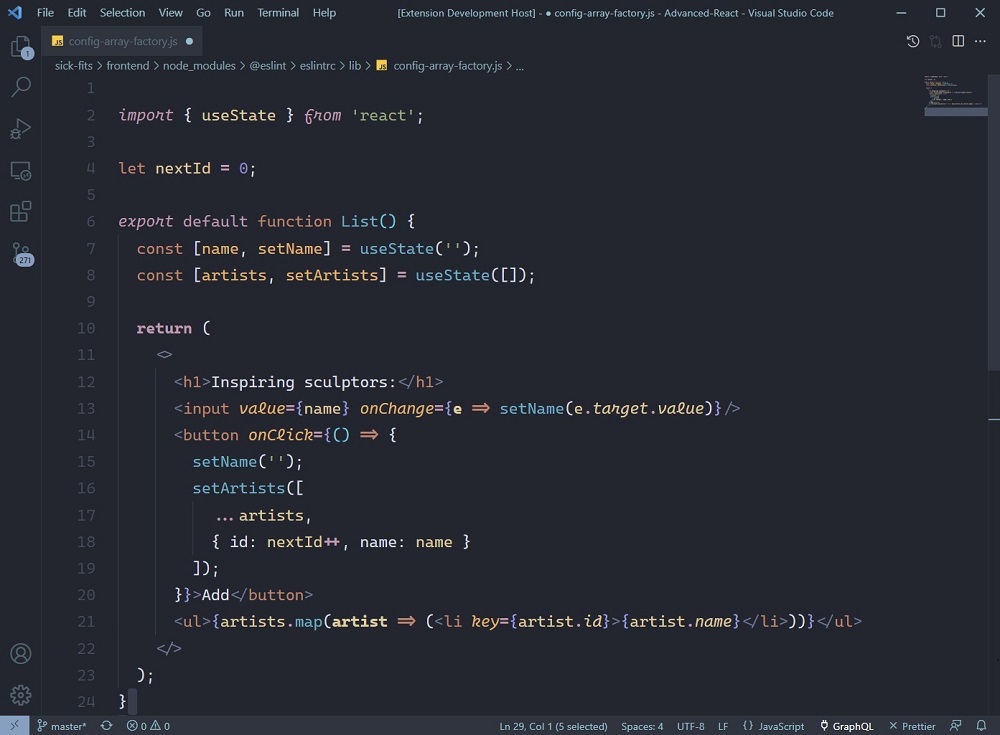 File Edit Selection View Go Run Terminal Help [Extension Development Host] - ● config-array-factory.js - Advanced-React - Visual Studio Code
JS config-array-factory.js ●
sick-fits > frontend > node_modules > @eslint > eslintrc > lib > JS config-array-factory.js > ...
1
2 import { useState } from 'react';
3
4 let nextId = 0;
5
6 export default function List() {
7 const [name, setName] = useState('');
8 const [artists, setArtists] = useState([]);
9
10 return (
11 <>
12 <h1>Inspiring sculptors:</h1>
13 <input value={name} onChange={e => setName(e.target.value)}/>
14 <button onClick={() => {
15 setName('');
16 setArtists([
17 ...artists,
18 { id: nextId++, name: name }
19 ]);
20 }}>Add</button>
21 <ul>{artists.map(artist => (<li key={artist.id}>{artist.name}</li>))}</ul>
22 </>
23 );
24 }
1
271
master* 0 0 Ln 29, Col 1 (5 selected) Spaces: 4 UTF-8 LF {} JavaScript GraphQL Prettier